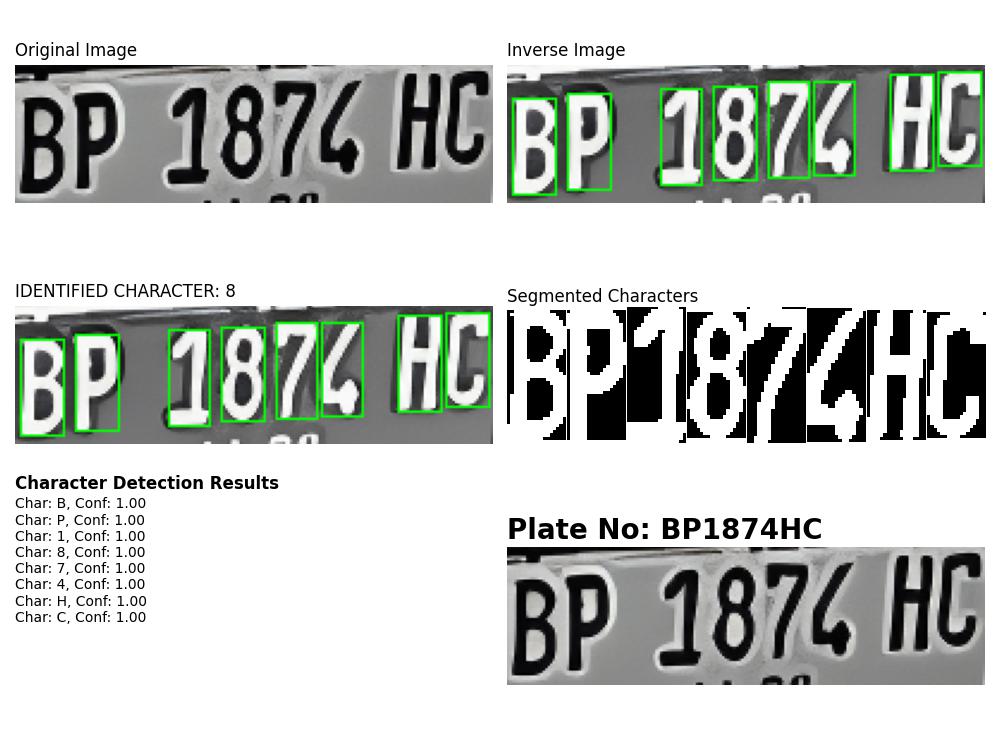 Original Image
BP 1874 HC
Inverse Image
BP 1874 HC
IDENTIFIED CHARACTER: 8
BP 1874 HC
Segmented Characters
BP1874HC
Character Detection Results
Char: B, Conf: 1.00
Char: P, Conf: 1.00
Char: 1, Conf: 1.00
Char: 8, Conf: 1.00
Char: 7, Conf: 1.00
Char: 4, Conf: 1.00
Char: H, Conf: 1.00
Char: C, Conf: 1.00
Plate No: BP1874HC
BP 1874 HC